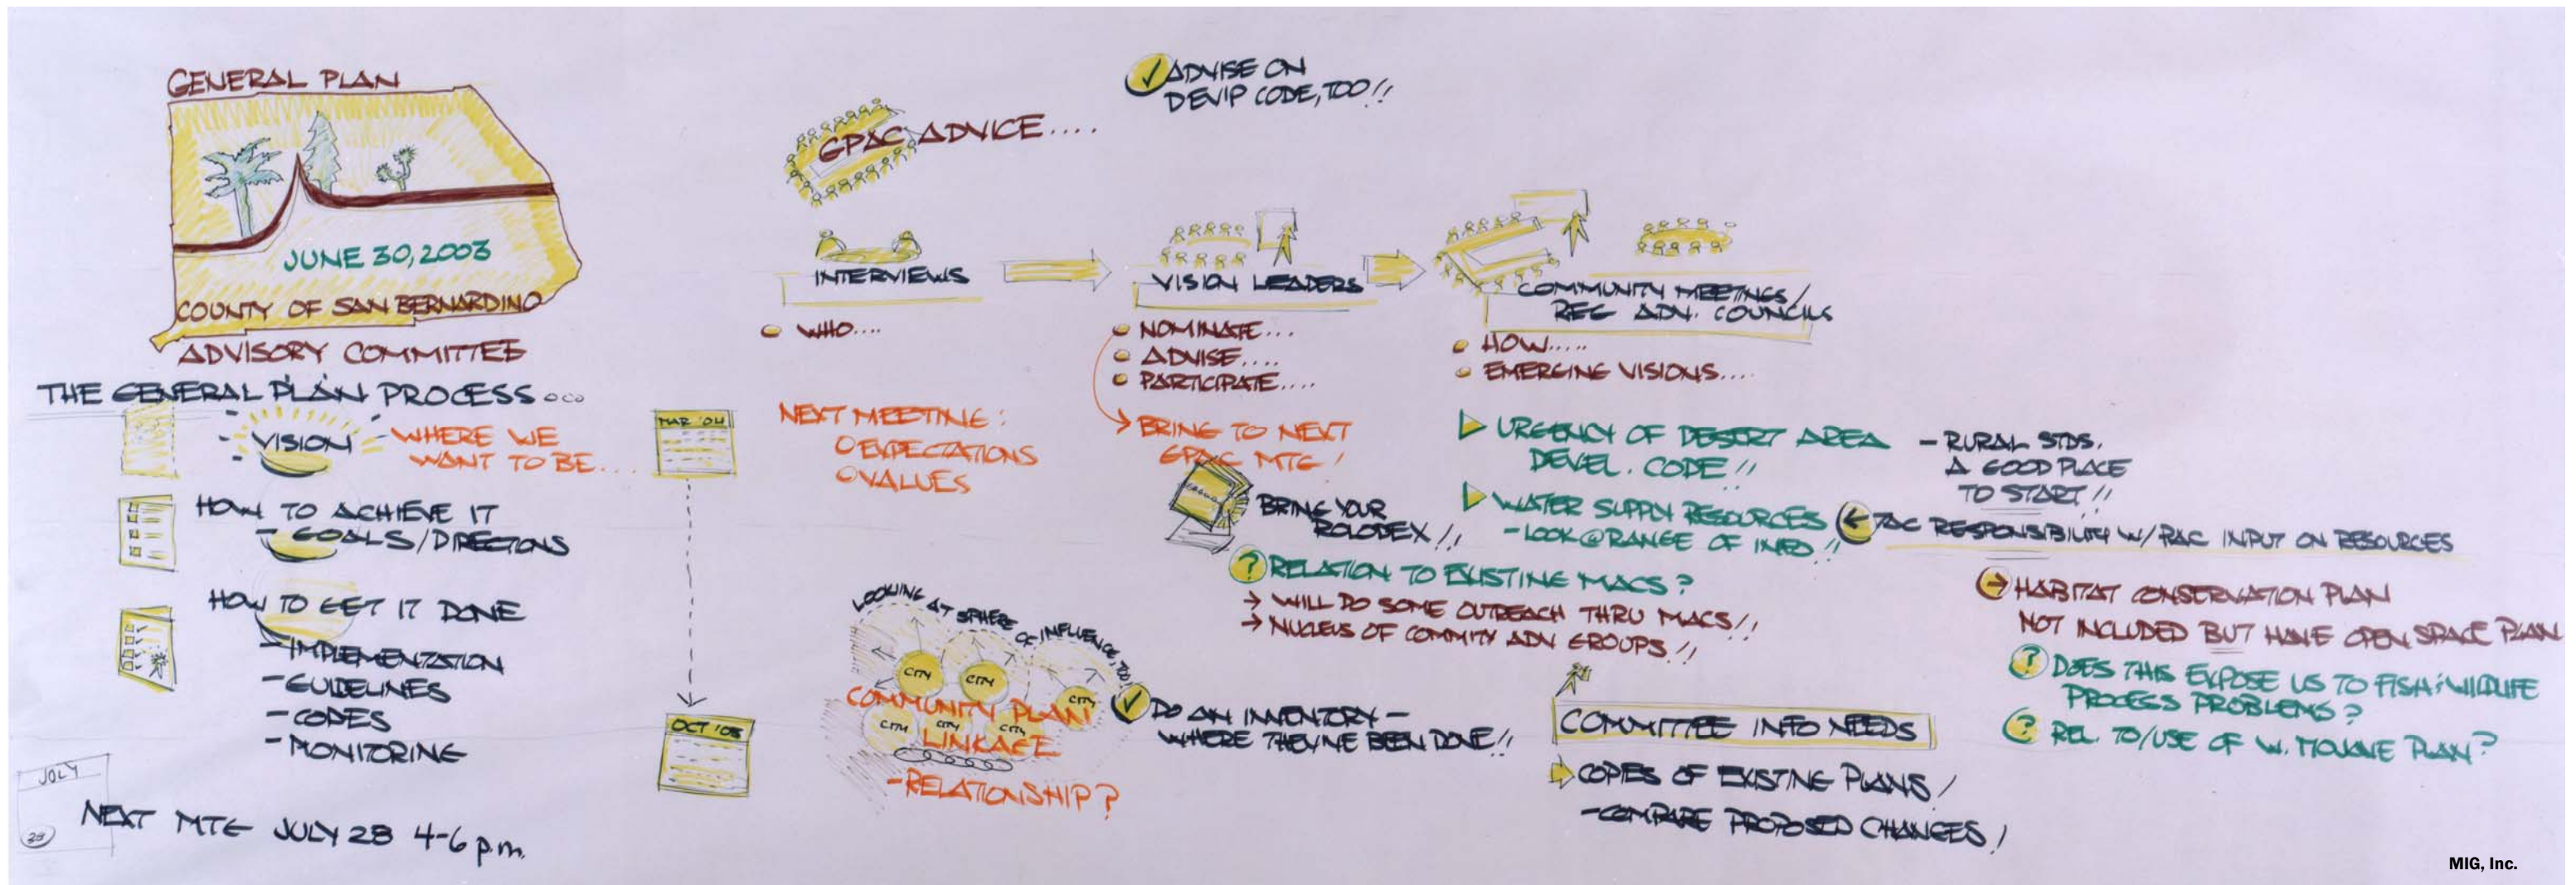 GENERAL PLAN
JUNE 30, 2003
COUNTY OF SAN BERNARDINO
ADVISORY COMMITTEE
THE GENERAL PLAN PROCESS...
VISION
- WHERE WE
WANT TO BE...
HOW TO ACHIEVE IT
- GOALS/DIRECTIONS
HOW TO GET IT DONE
- IMPLEMENTATION
- GUIDELINES
- CODES
- MONITORING
JULY
28
NEXT MTG JULY 28 4-6 p.m.
MAR '04
OCT '05
GPAC ADVICE....
ADVISE ON
DEV'P CODE, TOO!!
INTERVIEWS
WHO....
NEXT MEETING:
EXPECTATIONS
VALUES
VISION LEADERS
NOMINATE...
ADVISE....
PARTICIPATE....
BRING TO NEXT
GPAC MTG!
BRING YOUR
ROLODEX!!
COMMUNITY MEETINGS/
REG ADV. COUNCILS
HOW.....
EMERGING VISIONS....
URGENCY OF DESERT AREA
DEVEL. CODE!!
- RURAL STDS.
A GOOD PLACE
TO START!!
WATER SUPPLY RESOURCES
- LOOK @ RANGE OF INFO!!
TAC RESPONSIBILITY W/ PAC INPUT ON RESOURCES
? RELATION TO EXISTING MACS?
→ WILL DO SOME OUTREACH THRU MACS!!
→ NUCLEUS OF COMMITY ADV GROUPS!!
LOOKING AT SPHERE OF INFLUENCE, TOO
CITY
CITY
CITY
COMMUNITY PLAN
CITY
CITY
CITY
LINKAGE
- RELATIONSHIP?
DO AN INVENTORY -
WHERE THEY'VE BEEN DONE!!
COMMITTEE INFO NEEDS
COPIES OF EXISTING PLANS!
- COMPARE PROPOSED CHANGES!
HABITAT CONSERVATION PLAN
NOT INCLUDED BUT HAVE OPEN SPACE PLAN
? DOES THIS EXPOSE US TO FISH & WILDLIFE
PROCESS PROBLEMS?
? REL. TO/USE OF W. MOJAVE PLAN?
MIG, Inc.